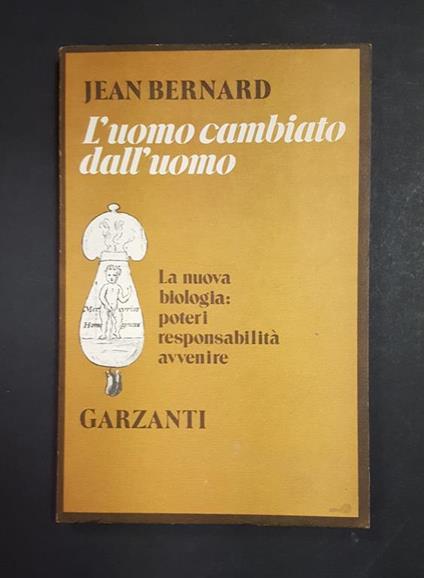 JEAN BERNARD
L'uomo cambiato
dall'uomo
La nuova
biologia:
poteri
responsabilità
avvenire
GARZANTI